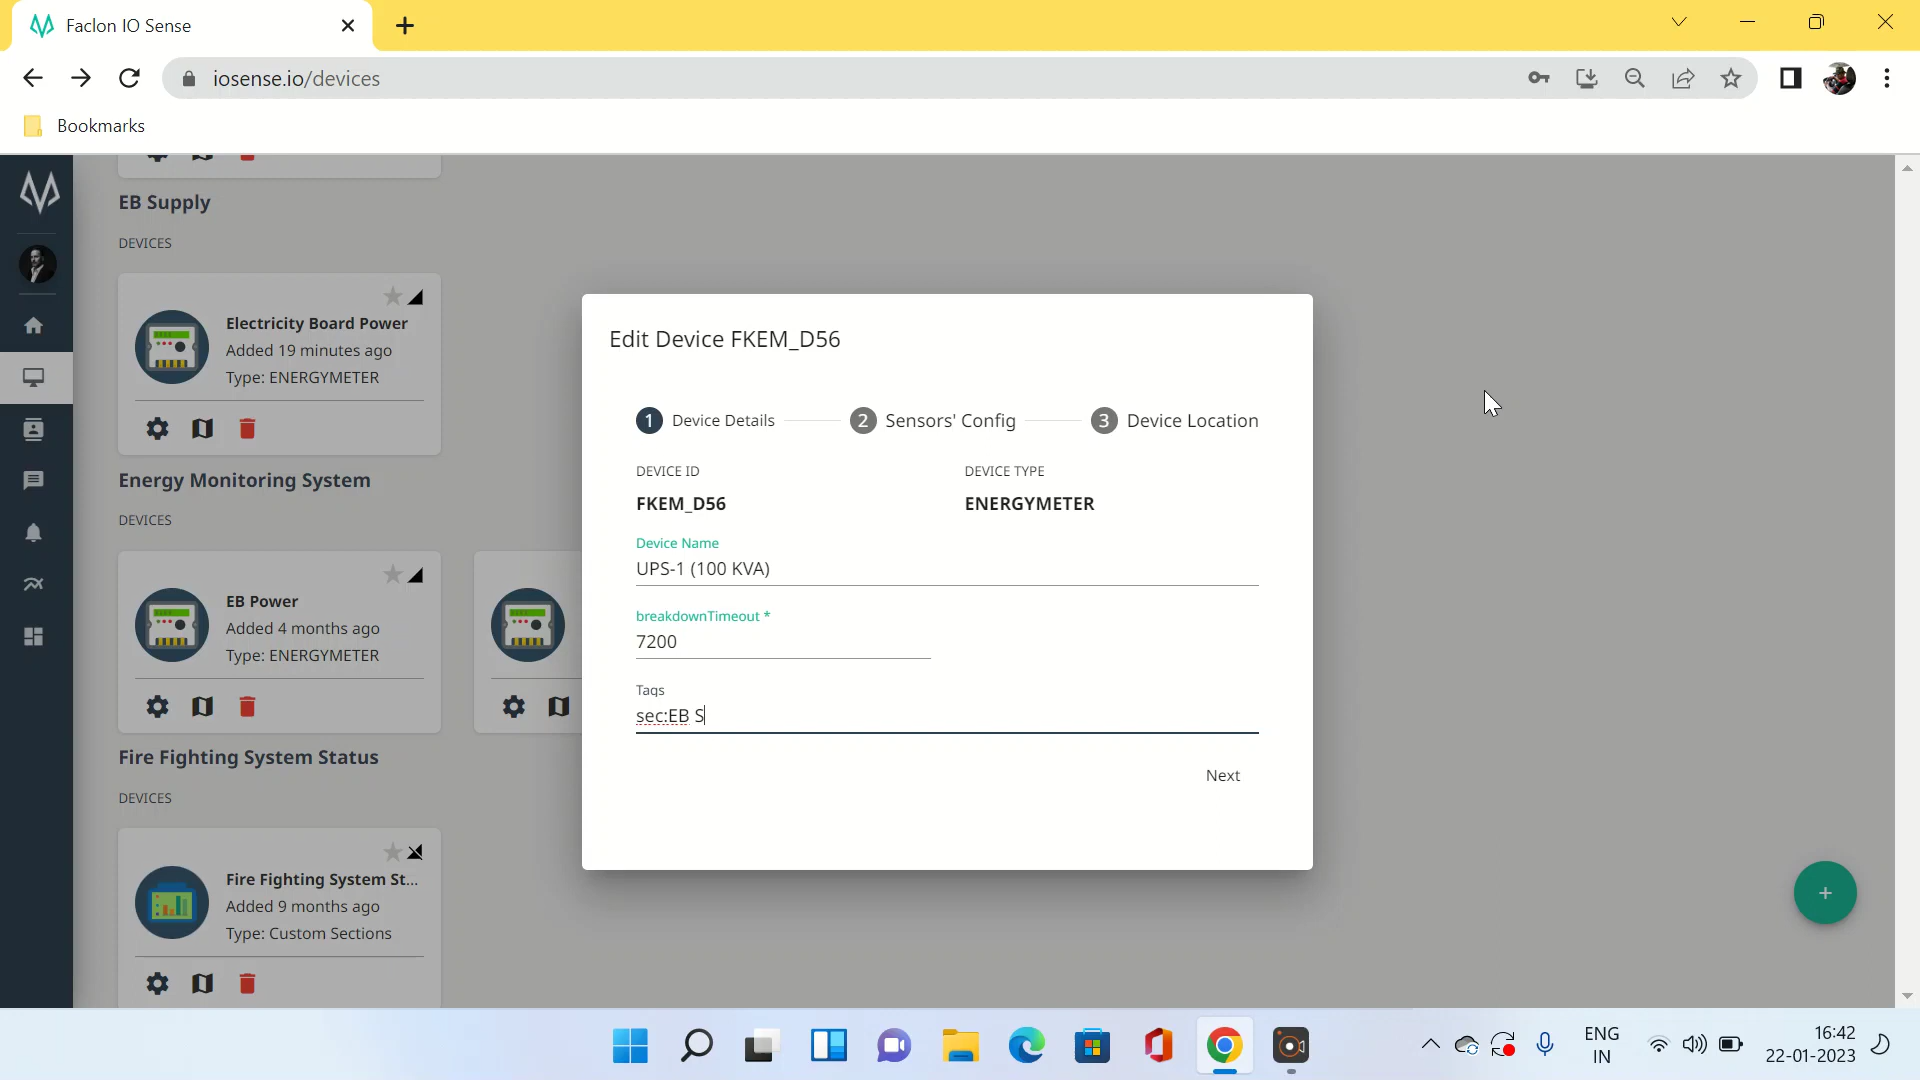 Faclon IO Sense
iosense.io/devices
Bookmarks
EB Supply
DEVICES
Electricity Board Power
Added 19 minutes ago
Type: ENERGYMETER
Energy Monitoring System
DEVICES
EB Power
Added 4 months ago
Type: ENERGYMETER
Fire Fighting System Status
DEVICES
Fire Fighting System St...
Added 9 months ago
Type: Custom Sections
Edit Device FKEM_D56
1 Device Details
2 Sensors' Config
3 Device Location
DEVICE ID
FKEM_D56
DEVICE TYPE
ENERGYMETER
Device Name
UPS-1 (100 KVA)
breakdownTimeout *
7200
Tags
sec:EB S
Next
+
ENG
IN
16:42
22-01-2023